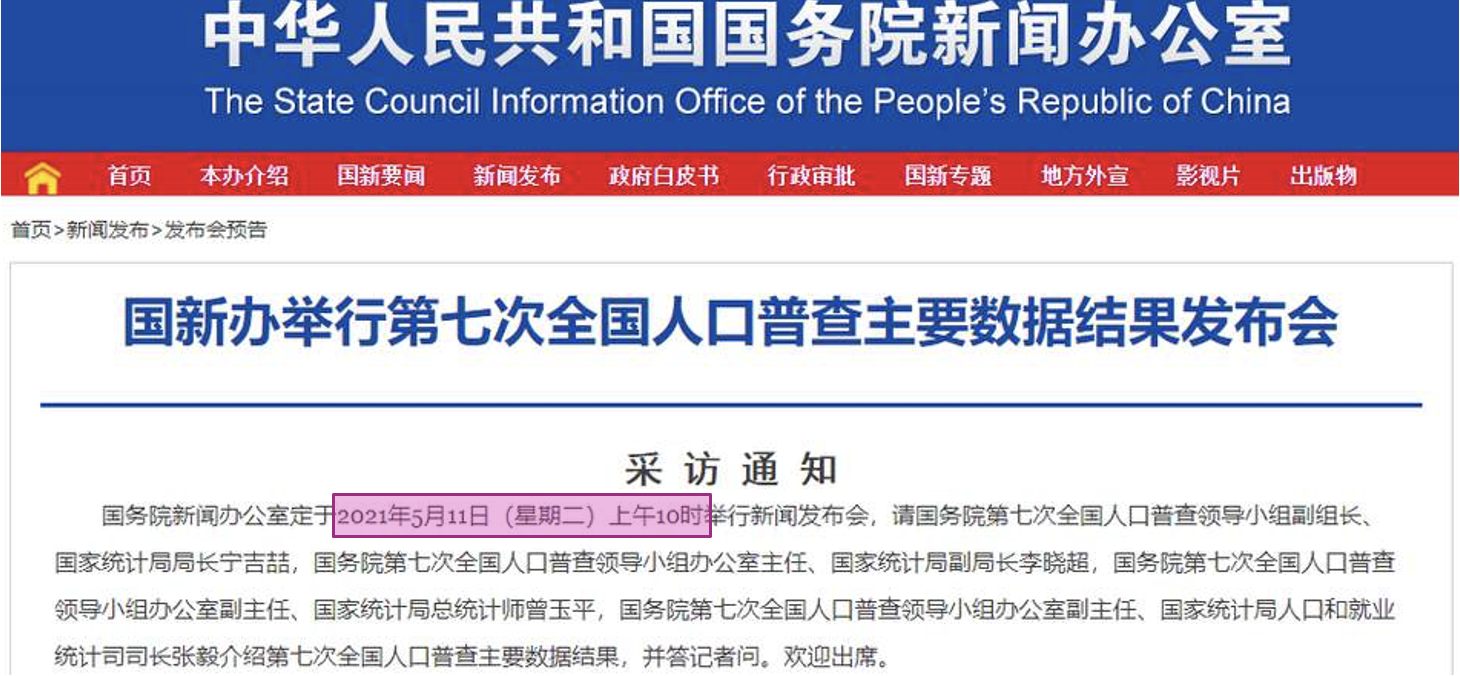 中华人民共和国国务院新闻办公室
The State Council Information Office of the People's Republic of China
首页 本办介绍 国新要闻 新闻发布 政府白皮书 行政审批 国新专题 地方外宣 影视片 出版物
首页>新闻发布>发布会预告
国新办举行第七次全国人口普查主要数据结果发布会
采访通知
国务院新闻办公室定于2021年5月11日（星期二）上午10时举行新闻发布会，请国务院第七次全国人口普查领导小组副组长、
国家统计局局长宁吉喆，国务院第七次全国人口普查领导小组办公室主任、国家统计局副局长李晓超，国务院第七次全国人口普查
领导小组办公室副主任、国家统计局总统计师曾玉平，国务院第七次全国人口普查领导小组办公室副主任、国家统计局人口和就业
统计司司长张毅介绍第七次全国人口普查主要数据结果，并答记者问。欢迎出席。